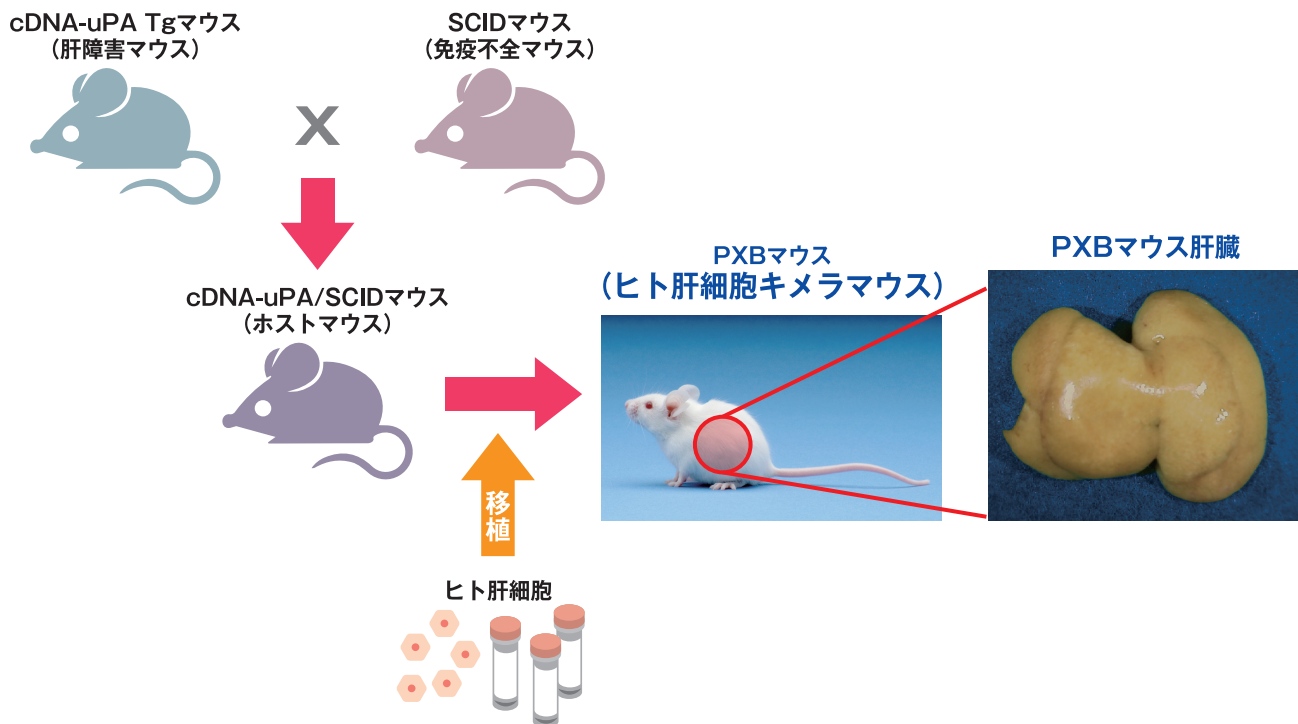 cDNA-uPA Tgマウス
（肝障害マウス）
X
SCIDマウス
（免疫不全マウス）
cDNA-uPA/SCIDマウス
（ホストマウス）
移植
ヒト肝細胞
PXBマウス
（ヒト肝細胞キメラマウス）
PXBマウス肝臓